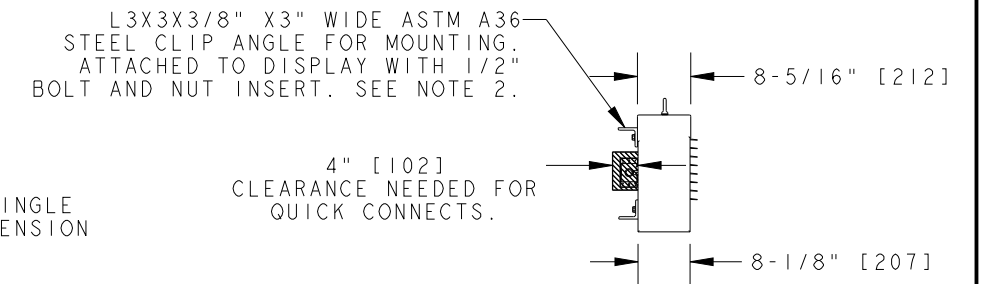 L3X3X3/8" X3" WIDE ASTM A36
STEEL CLIP ANGLE FOR MOUNTING.
ATTACHED TO DISPLAY WITH 1/2"
BOLT AND NUT INSERT. SEE NOTE 2.
8-5/16" [212]
4" [102]
CLEARANCE NEEDED FOR
QUICK CONNECTS.
INGLE
ENSION
8-1/8" [207]